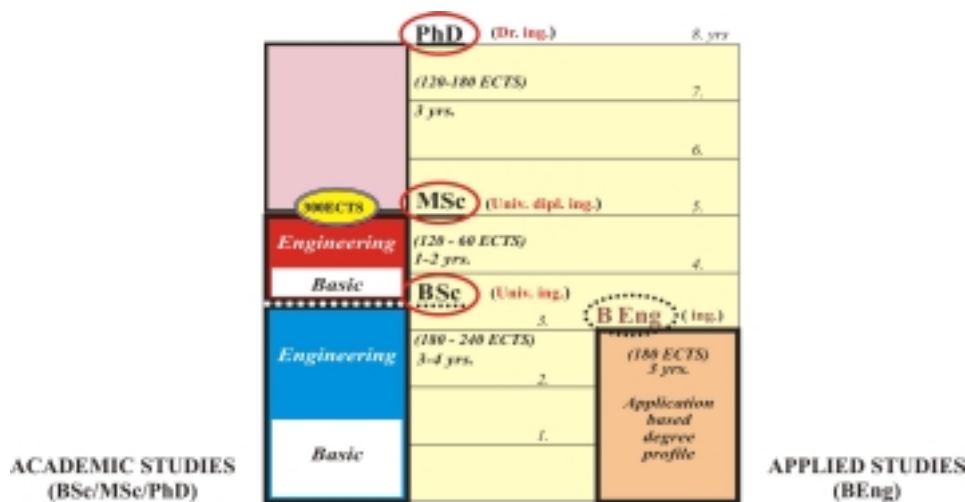 PhD (Dr. ing.) 8. yrs
(120-180 ECTS)
7.
3 yrs.
6.
300ECTS
MSc (Univ. dipl. ing.) 5.
Engineering
(120 - 60 ECTS)
1-2 yrs.
4.
Basic
BSc (Univ. ing.)
3.
B Eng (ing.)
(180 - 240 ECTS)
3-4 yrs.
Engineering
2.
(180 ECTS)
3 yrs.
Application
based
degree
profile
1.
Basic
ACADEMIC STUDIES
(BSc/MSc/PhD)
APPLIED STUDIES
(BEng)